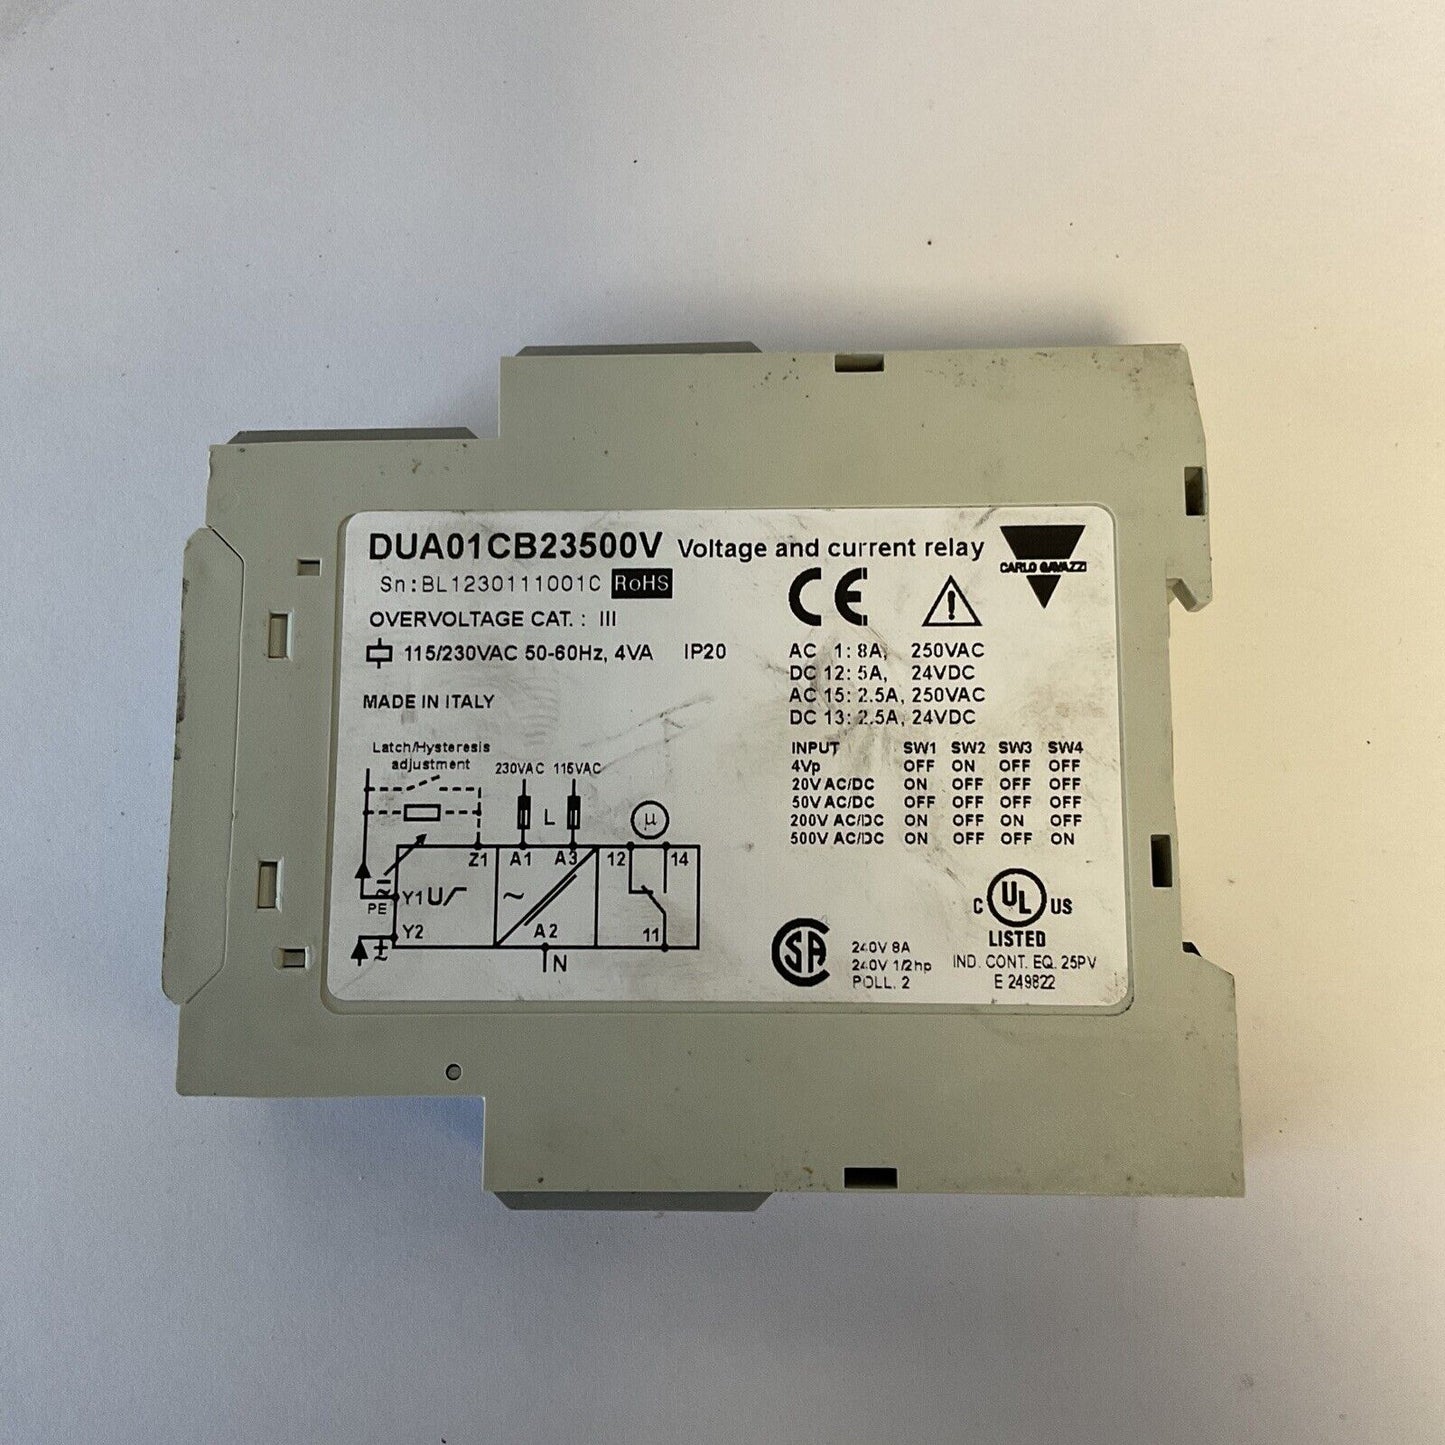 DUA01CB23500V Voltage and current relay
CARLO GAVAZZI
Sn:BL1230111001C RoHS
CE
OVERVOLTAGE CAT. : III
115/230VAC 50-60Hz, 4VA IP20
MADE IN ITALY
AC 1: 8A, 250VAC
DC 12: 5A, 24VDC
AC 15: 2.5A, 250VAC
DC 13: 2.5A, 24VDC
INPUT SW1 SW2 SW3 SW4
4Vp OFF ON OFF OFF
20V AC/DC ON OFF OFF OFF
50V AC/DC OFF OFF OFF OFF
200V AC/DC ON OFF ON OFF
500V AC/DC ON OFF OFF ON
Latch/Hysteresis
adjustment
230VAC 115VAC
L
µ
Z1 A1 A3 12 14
Y1 U
PE
Y2 A2 11
N
SA
240V 8A
240V 1/2hp
POLL. 2
C UL US
LISTED
IND. CONT. EQ. 25PV
E 249822